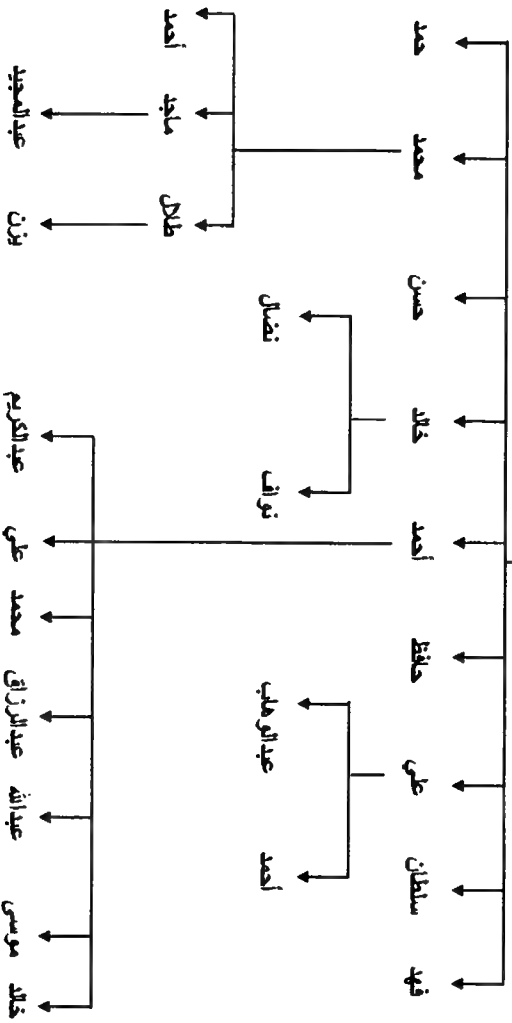 فهد سلطان علي حافظ أحمد خالد حسن محمد حمد
أحمد عبدالوهاب نواف نضال
طلال ماجد أحمد
خالد موسى عبدالله عبدالرزاق محمد علي عبدالكريم يزن عبدالمجيد